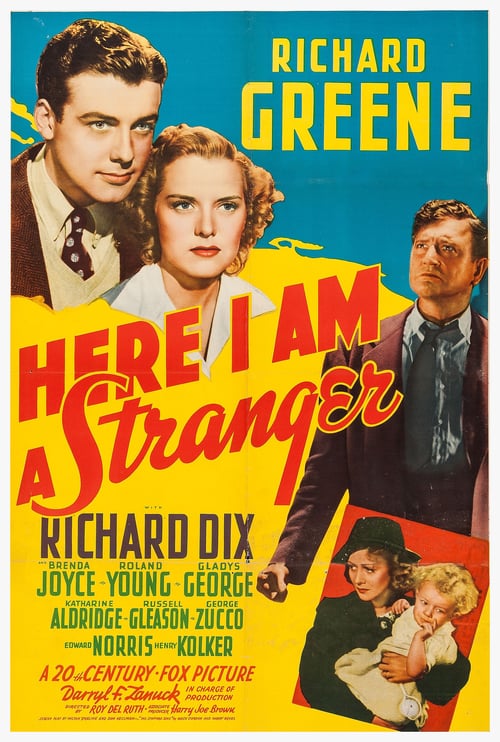 RICHARD
GREENE
HERE I AM
A Stranger
WITH
RICHARD DIX
AND BRENDA JOYCE - ROLAND YOUNG - GLADYS GEORGE
KATHARINE ALDRIDGE - RUSSELL GLEASON - GEORGE ZUCCO
EDWARD NORRIS HENRY KOLKER
A 20TH CENTURY-FOX PICTURE
Darryl F. Zanuck IN CHARGE OF PRODUCTION
DIRECTED BY ROY DEL RUTH - ASSOCIATE PRODUCER Harry Joe Brown